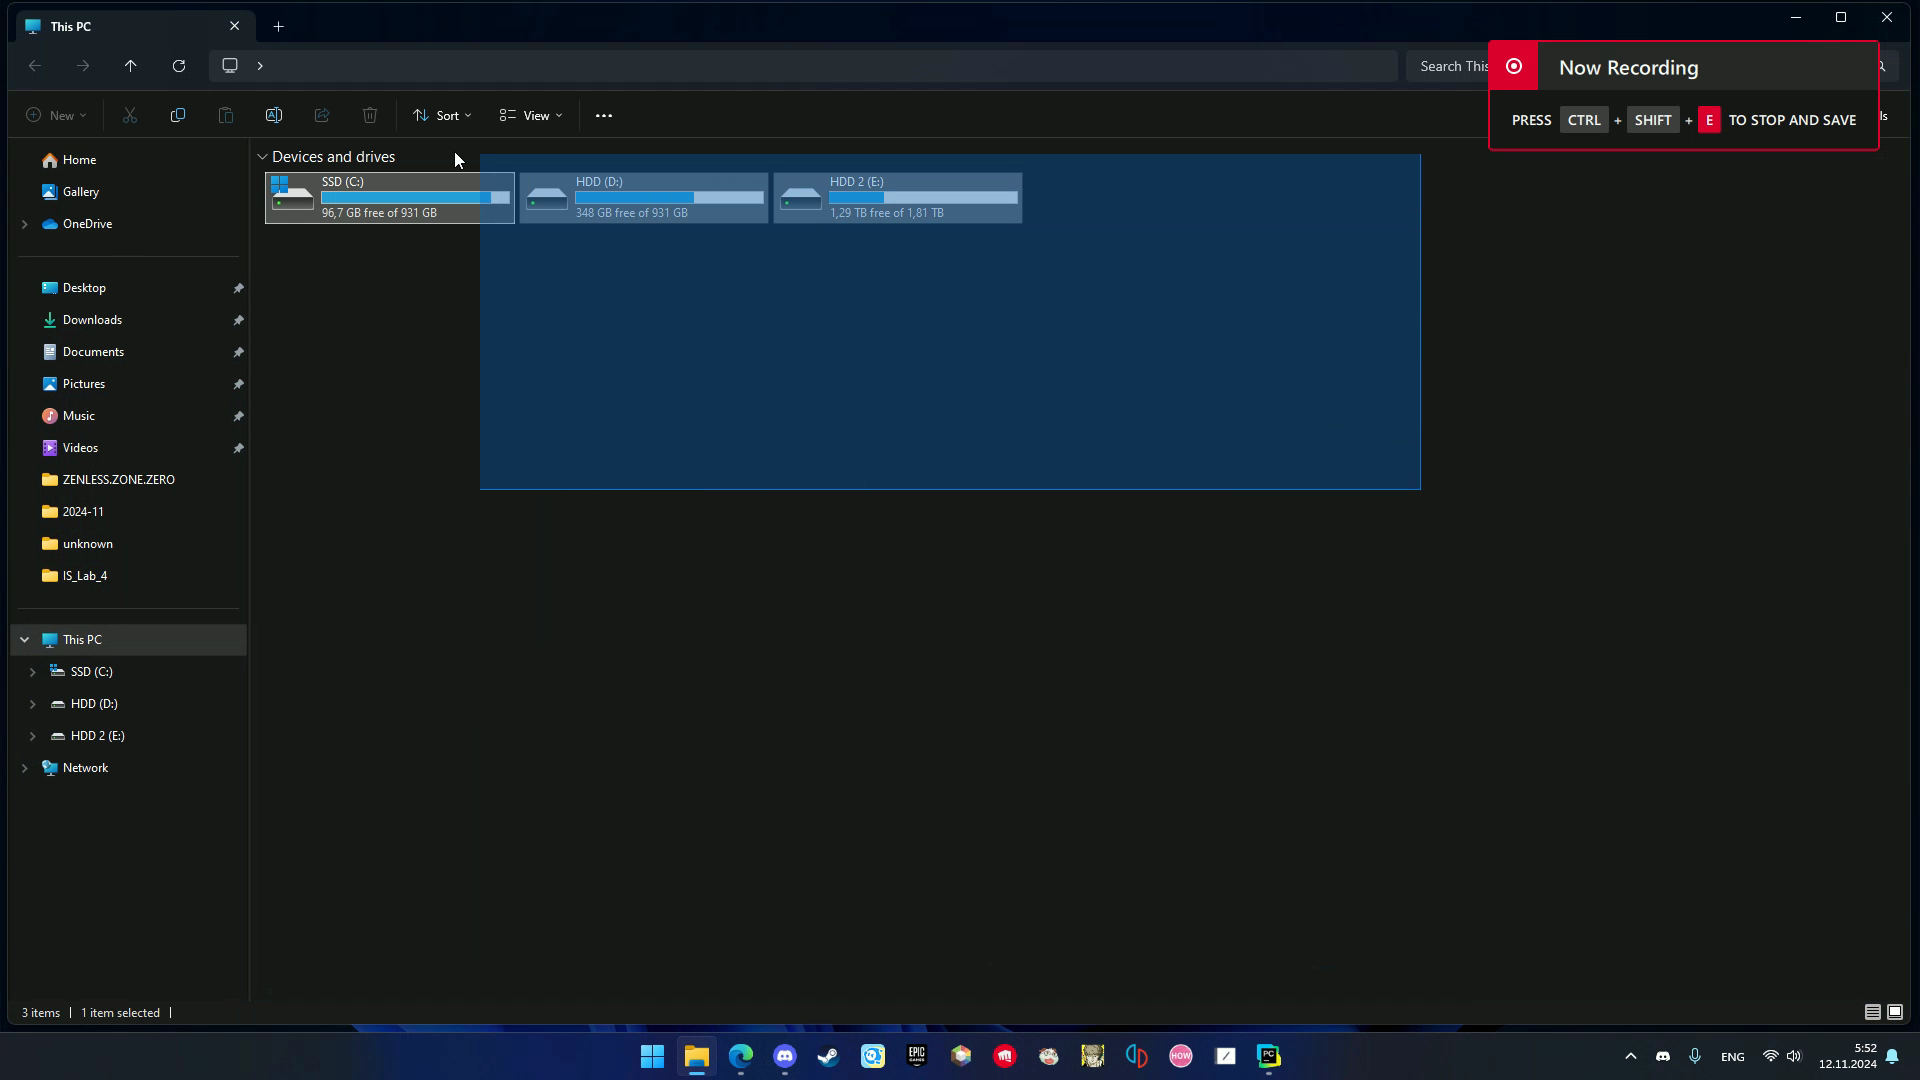 This PC
Search This
Now Recording
PRESS CTRL + SHIFT + E TO STOP AND SAVE
New
Sort
View
ls
Home
Gallery
OneDrive
Desktop
Downloads
Documents
Pictures
Music
Videos
ZENLESS.ZONE.ZERO
2024-11
unknown
IS_Lab_4
This PC
SSD (C:)
HDD (D:)
HDD 2 (E:)
Network
Devices and drives
SSD (C:)
96,7 GB free of 931 GB
HDD (D:)
348 GB free of 931 GB
HDD 2 (E:)
1,29 TB free of 1,81 TB
3 items
1 item selected
EPIC
GAMES
HOW
PC
ENG
5:52
12.11.2024